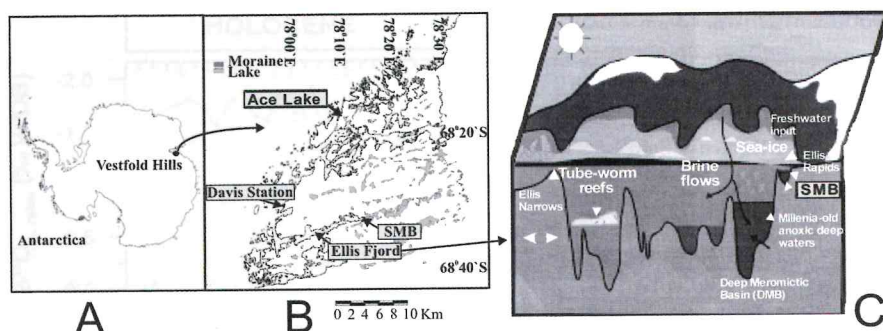 Antarctica
Vestfold Hills
A
78°00`E
78°10`E
78°20`E
78°30`E
Moraine
Lake
Ace Lake
68°20`S
Davis Station
SMB
Ellis Fjord
68°40`S
B
0 2 4 6 8 10 Km
Freshwater
input
Sea-ice
Ellis
Rapids
SMB
Tube-worm
reefs
Brine
flows
Ellis
Narrows
Millenia-old
anoxic deep
waters
Deep Meromictic
Basin (DMB)
C